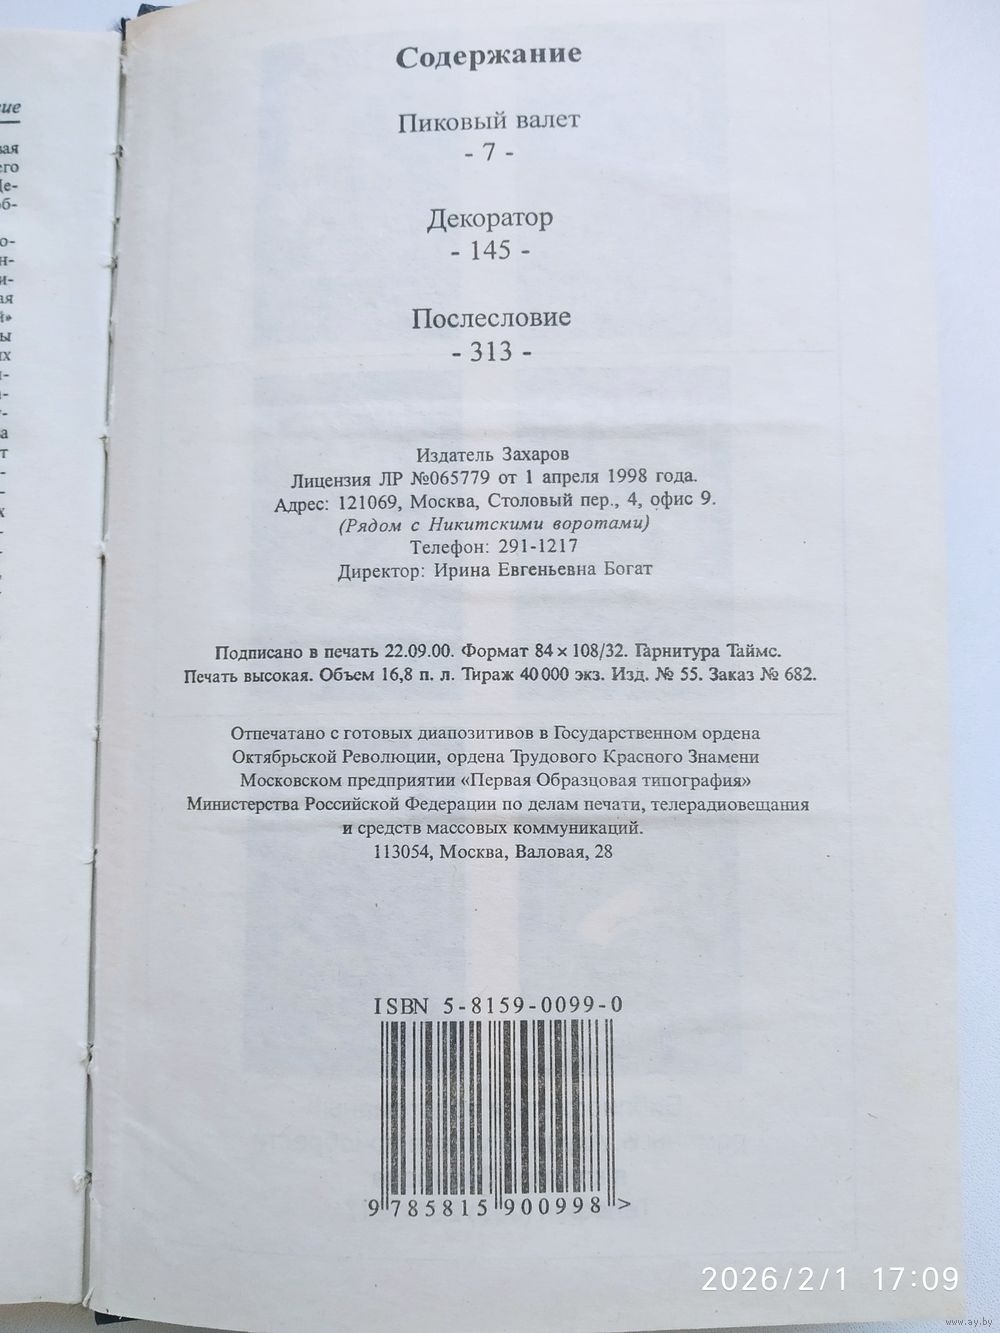 Содержание
Пиковый валет
- 7 -
Декоратор
- 145 -
Послесловие
- 313 -
Издатель Захаров
Лицензия ЛР №065779 от 1 апреля 1998 года.
Адрес: 121069, Москва, Столовый пер., 4, офис 9.
(Рядом с Никитскими воротами)
Телефон: 291-1217
Директор: Ирина Евгеньевна Богат
Подписано в печать 22.09.00. Формат 84 × 108/32. Гарнитура Таймс.
Печать высокая. Объем 16,8 п. л. Тираж 40 000 экз. Изд. № 55. Заказ № 682.
Отпечатано с готовых диапозитивов в Государственном ордена
Октябрьской Революции, ордена Трудового Красного Знамени
Московском предприятии «Первая Образцовая типография»
Министерства Российской Федерации по делам печати, телерадиовещания
и средств массовых коммуникаций.
113054, Москва, Валовая, 28
ISBN 5-8159-0099-0
9 785815 900998 >
2026/2/1 17:09
www.ay.by